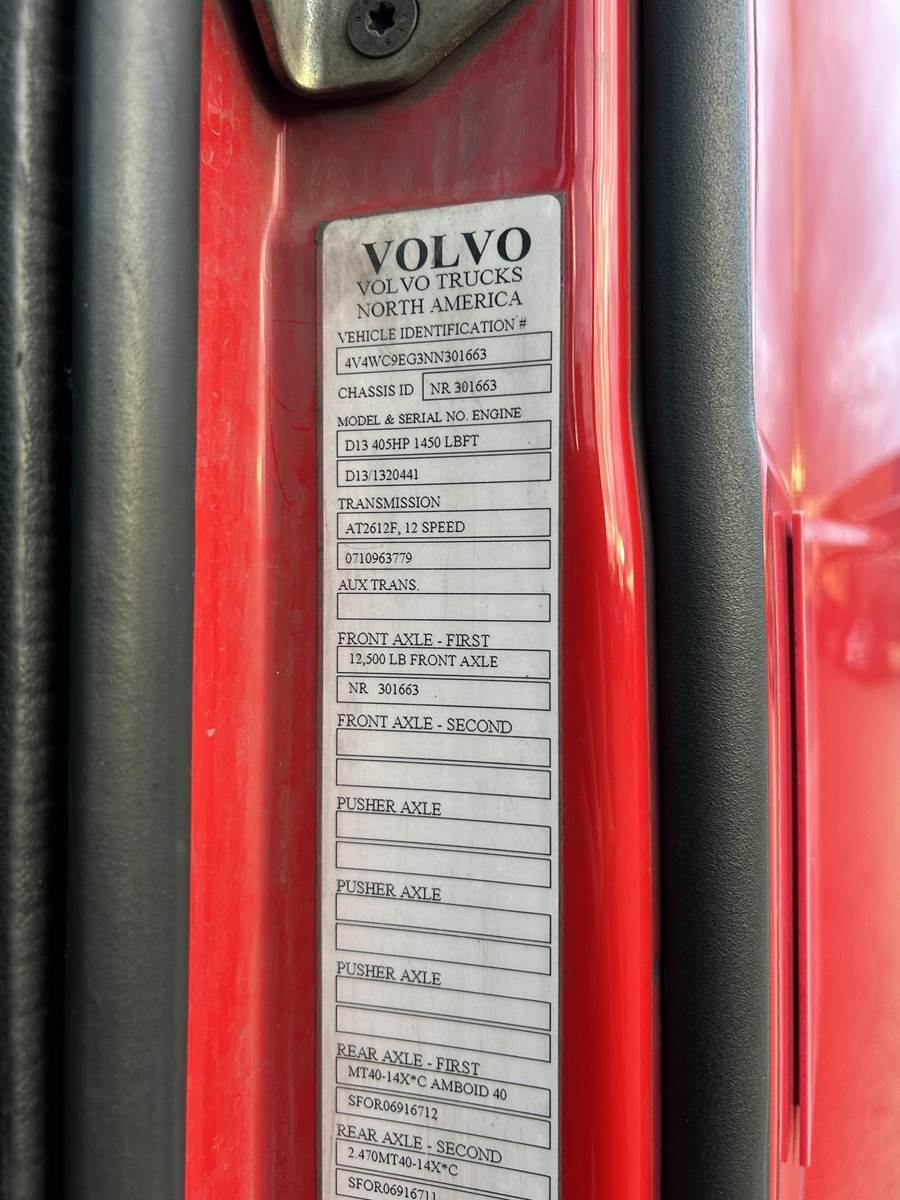 VOLVO
VOLVO TRUCKS
NORTH AMERICA
VEHICLE IDENTIFICATION #
4V4WC9EG3NN301663
CHASSIS ID NR 301663
MODEL & SERIAL NO. ENGINE
D13 405HP 1450 LBFT
D13/1320441
TRANSMISSION
AT2612F, 12 SPEED
0710963779
AUX TRANS.
FRONT AXLE - FIRST
12,500 LB FRONT AXLE
NR 301663
FRONT AXLE - SECOND
PUSHER AXLE
PUSHER AXLE
PUSHER AXLE
REAR AXLE - FIRST
MT40-14X*C AMBOID 40
SFOR06916712
REAR AXLE - SECOND
2.470MT40-14X*C
SFOR06916711